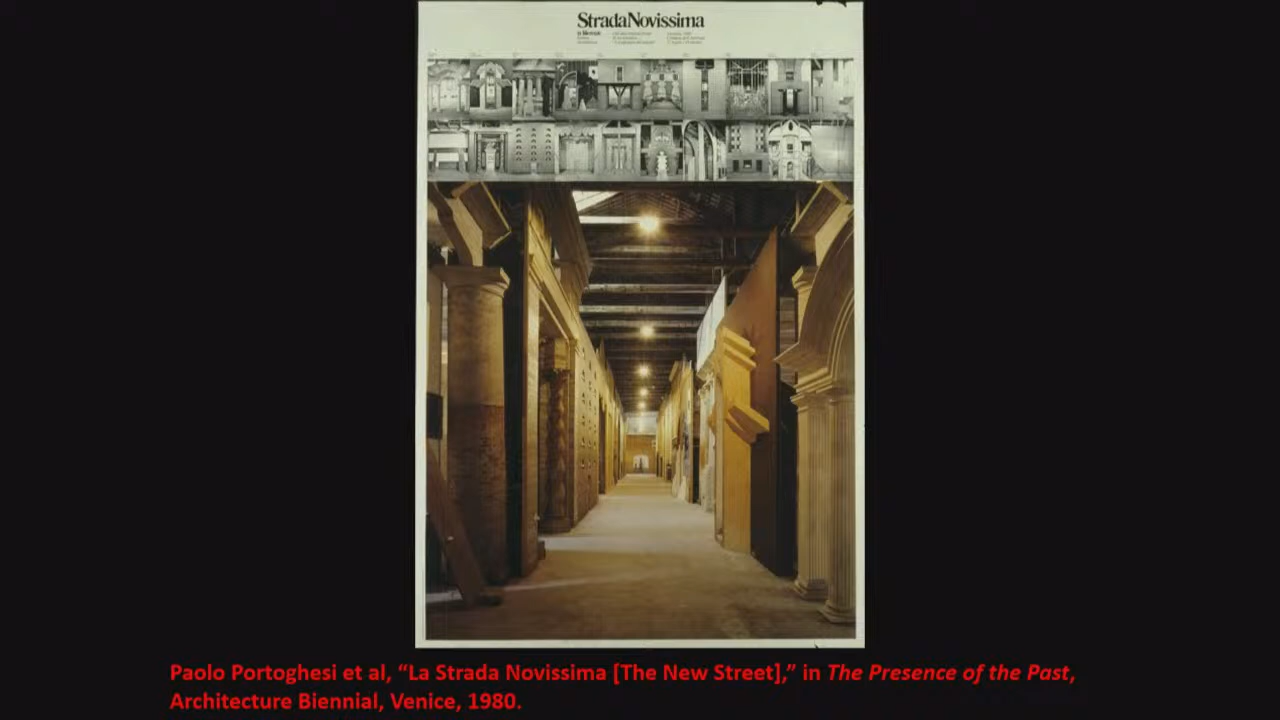 StradaNovissima
Paolo Portoghesi et al, “La Strada Novissima [The New Street],” in The Presence of the Past,
Architecture Biennial, Venice, 1980.